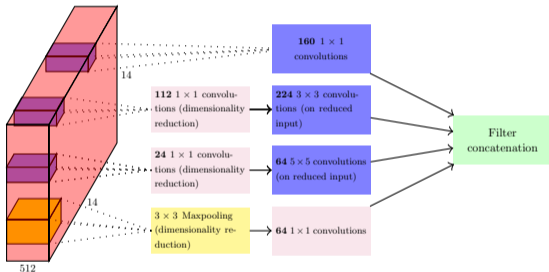 160 1 × 1
convolutions
14
112 1 × 1 convolu-
tions (dimensionality
reduction)
224 3 × 3 convolu-
tions (on reduced
input)
Filter
concatenation
24 1 × 1 convolu-
tions (dimensionality
reduction)
64 5×5 convolutions
(on reduced input)
14
3 × 3 Maxpooling
(dimensionality re-
duction)
64 1×1 convolutions
512